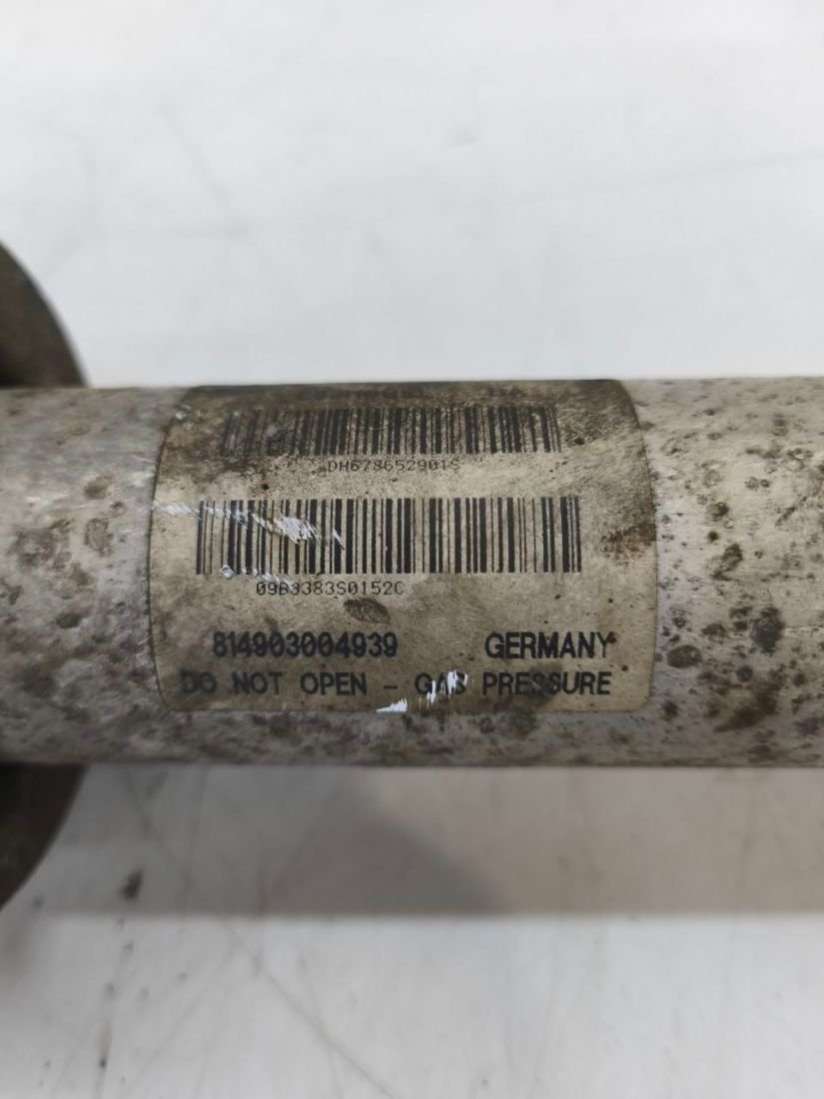 DH6786529015
09B3383S0152C
814903004939 GERMANY
DO NOT OPEN - GAS PRESSURE